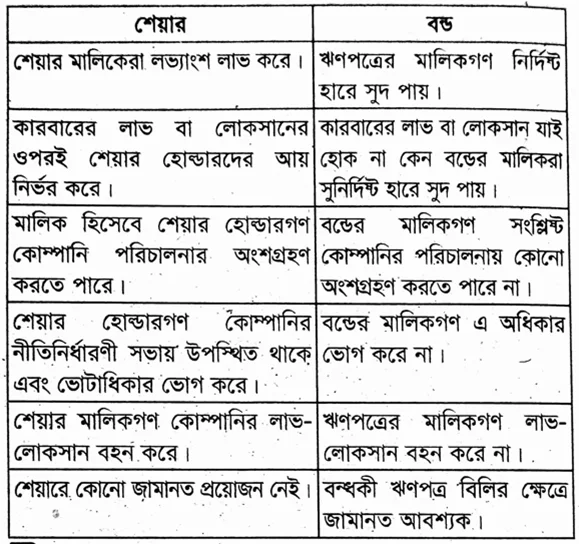 শেয়ার
বন্ড
শেয়ার মালিকেরা লভ্যাংশ লাভ করে।
ঋণপত্রের মালিকগণ নির্দিষ্ট
হারে সুদ পায়।
কারবারের লাভ বা লোকসানের
ওপরই শেয়ার হোল্ডারদের আয়
নির্ভর করে।
কারবারের লাভ বা লোকসান যাই
হোক না কেন বন্ডের মালিকরা
সুনির্দিষ্ট হারে সুদ পায়।
মালিক হিসেবে শেয়ার হোল্ডারগণ
কোম্পানি পরিচালনার অংশগ্রহণ
করতে পারে।
বন্ডের মালিকগণ সংশ্লিষ্ট
কোম্পানির পরিচালনায় কোনো
অংশগ্রহণ করতে পারে না।
শেয়ার হোল্ডারগণ কোম্পানির
নীতিনির্ধারণী সভায় উপস্থিত থাকে
এবং ভোটাধিকার ভোগ করে।
বন্ডের মালিকগণ এ অধিকার
ভোগ করে না।
শেয়ার মালিকগণ কোম্পানির লাভ-
লোকসান বহন করে।
ঋণপত্রের মালিকগণ লাভ-
লোকসান বহন করে না।
শেয়ারে কোনো জামানত প্রয়োজন নেই।
বন্ধকী ঋণপত্র বিলির ক্ষেত্রে
জামানত আবশ্যক।